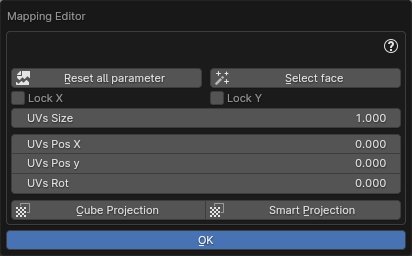 Mapping Editor
?
Reset all parameter Select face
Lock X Lock Y
UVs Size 1.000
UVs Pos X 0.000
UVs Pos y 0.000
UVs Rot 0.000
Cube Projection Smart Projection
OK